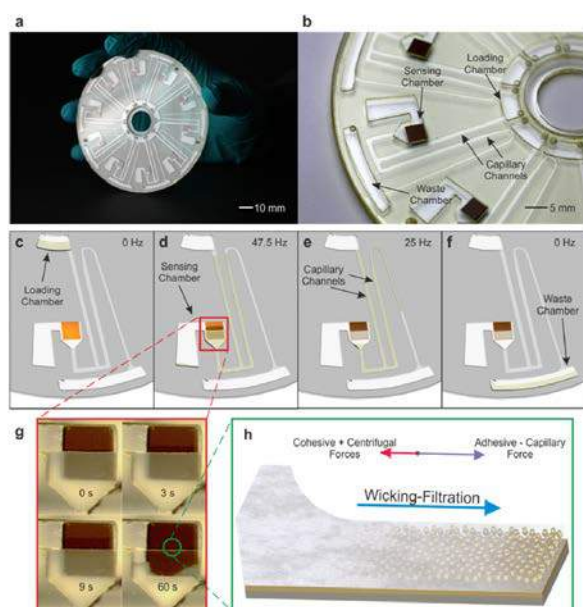 a
10 mm
b
Sensing
Chamber
Loading
Chamber
Capillary
Channels
Waste
Chamber
5 mm
c
0 Hz
Loading
Chamber
d
47.5 Hz
Sensing
Chamber
e
25 Hz
Capillary
Channels
f
0 Hz
Waste
Chamber
g
0 s
3 s
9 s
60 s
h
Cohesive + Centrifugal
Forces
Adhesive - Capillary
Force
Wicking-Filtration